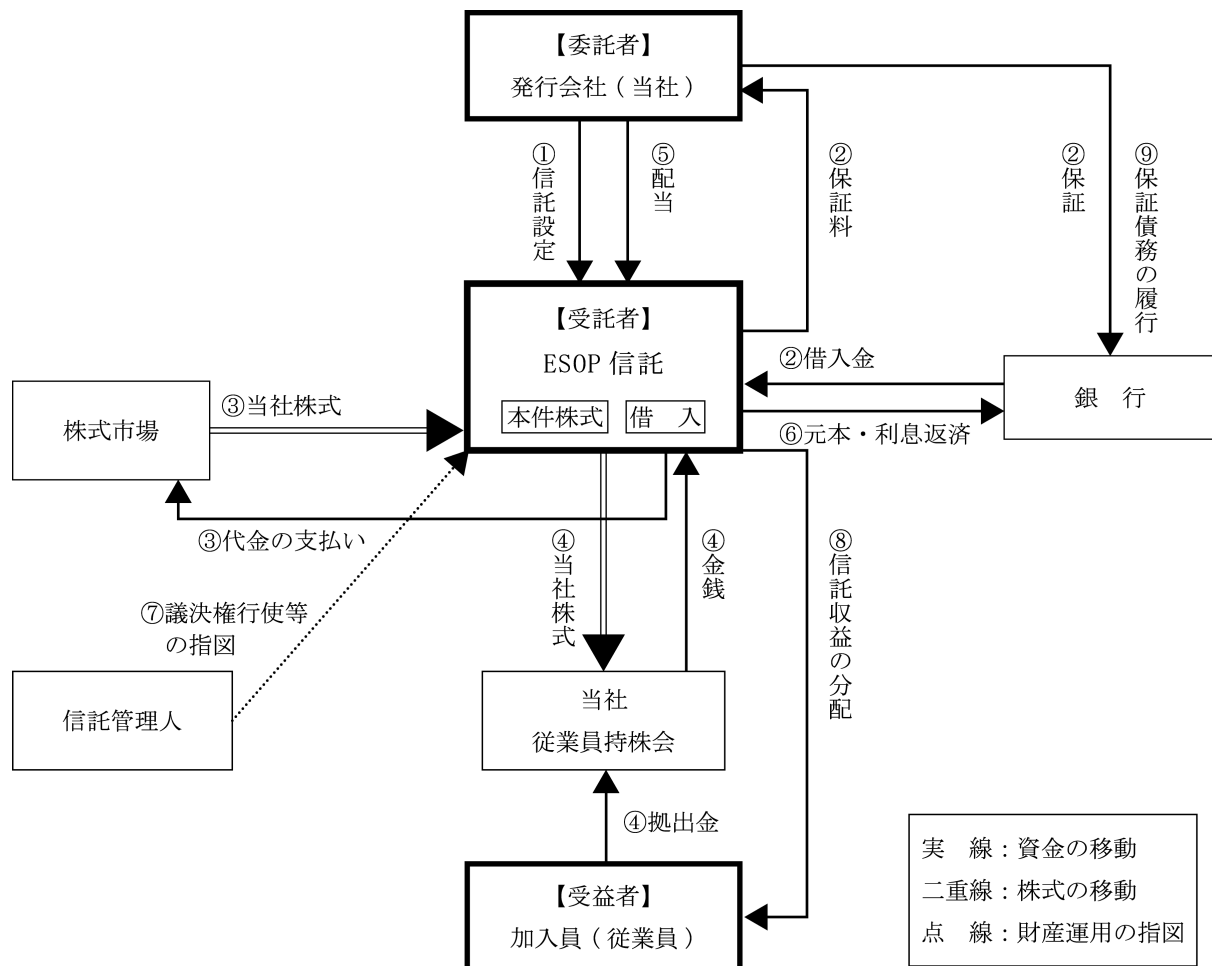 【委託者】
発行会社（当社）
①信託設定
⑤配当
②保証料
②保証
⑨保証債務の履行
【受託者】
ESOP 信託
本件株式
借　入
②借入金
⑥元本・利息返済
銀　行
株式市場
③当社株式
③代金の支払い
④当社株式
④金銭
⑧信託収益の分配
⑦議決権行使等
の指図
信託管理人
当社
従業員持株会
④拠出金
【受益者】
加入員（従業員）
実　線：資金の移動
二重線：株式の移動
点　線：財産運用の指図